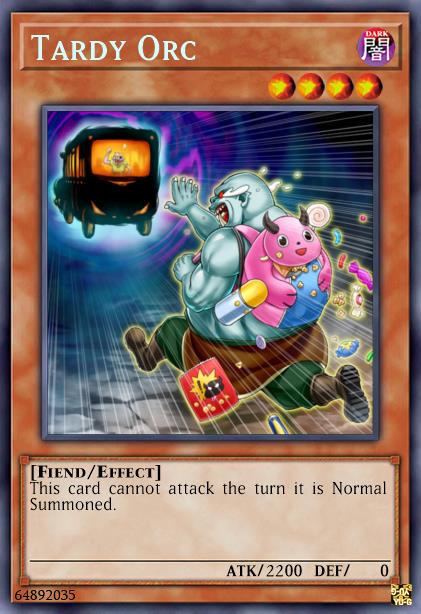 Tardy Orc
DARK
闇
[Fiend/Effect]
This card cannot attack the turn it is Normal
Summoned.
ATK/2200 DEF/ 0
64892035